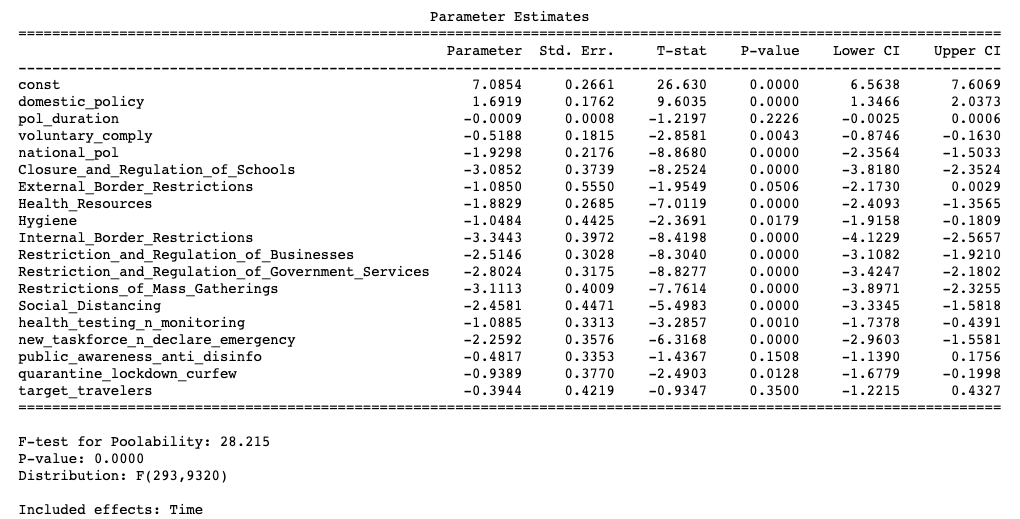 Parameter Estimates
==========================================================================================
Parameter Std. Err. T-stat P-value Lower CI Upper CI
------------------------------------------------------------------------------------------
const 7.0854 0.2661 26.630 0.0000 6.5638 7.6069
domestic_policy 1.6919 0.1762 9.6035 0.0000 1.3466 2.0373
pol_duration -0.0009 0.0008 -1.2197 0.2226 -0.0025 0.0006
voluntary_comply -0.5188 0.1815 -2.8581 0.0043 -0.8746 -0.1630
national_pol -1.9298 0.2176 -8.8680 0.0000 -2.3564 -1.5033
Closure_and_Regulation_of_Schools -3.0852 0.3739 -8.2524 0.0000 -3.8180 -2.3524
External_Border_Restrictions -1.0850 0.5550 -1.9549 0.0506 -2.1730 0.0029
Health_Resources -1.8829 0.2685 -7.0119 0.0000 -2.4093 -1.3565
Hygiene -1.0484 0.4425 -2.3691 0.0179 -1.9158 -0.1809
Internal_Border_Restrictions -3.3443 0.3972 -8.4198 0.0000 -4.1229 -2.5657
Restriction_and_Regulation_of_Businesses -2.5146 0.3028 -8.3040 0.0000 -3.1082 -1.9210
Restriction_and_Regulation_of_Government_Services -2.8024 0.3175 -8.8277 0.0000 -3.4247 -2.1802
Restrictions_of_Mass_Gatherings -3.1113 0.4009 -7.7614 0.0000 -3.8971 -2.3255
Social_Distancing -2.4581 0.4471 -5.4983 0.0000 -3.3345 -1.5818
health_testing_n_monitoring -1.0885 0.3313 -3.2857 0.0010 -1.7378 -0.4391
new_taskforce_n_declare_emergency -2.2592 0.3576 -6.3168 0.0000 -2.9603 -1.5581
public_awareness_anti_disinfo -0.4817 0.3353 -1.4367 0.1508 -1.1390 0.1756
quarantine_lockdown_curfew -0.9389 0.3770 -2.4903 0.0128 -1.6779 -0.1998
target_travelers -0.3944 0.4219 -0.9347 0.3500 -1.2215 0.4327
==========================================================================================
F-test for Poolability: 28.215
P-value: 0.0000
Distribution: F(293,9320)
Included effects: Time